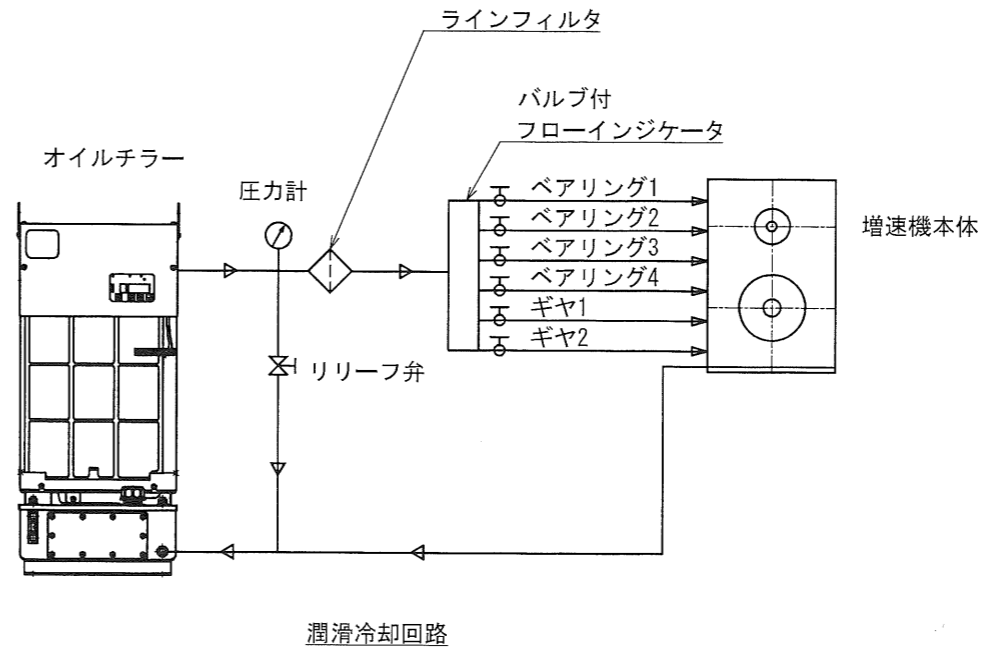 ラインフィルタ
バルブ付
フローインジケータ
オイルチラー
圧力計
ベアリング1
ベアリング2
ベアリング3
ベアリング4
ギヤ1
ギヤ2
増速機本体
リリーフ弁
潤滑冷却回路